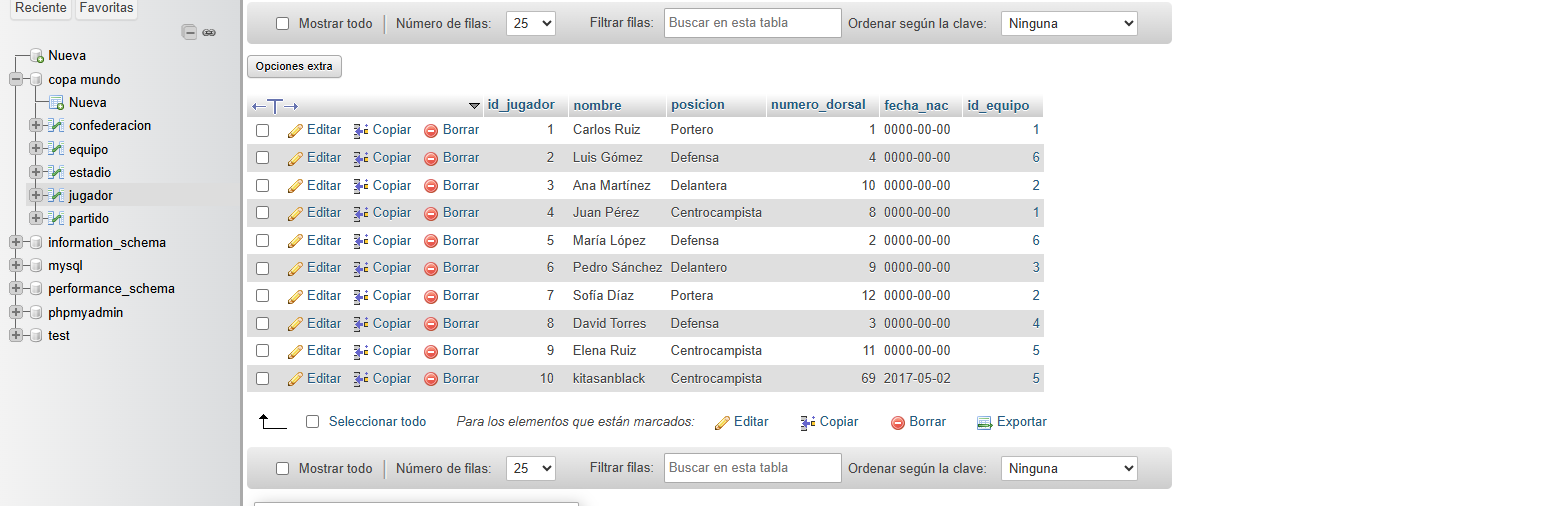 Reciente Favoritas
Nueva
copa mundo
Nueva
confederacion
equipo
estadio
jugador
partido
information_schema
mysql
performance_schema
phpmyadmin
test
Mostrar todo Número de filas: 25 Filtrar filas: Buscar en esta tabla Ordenar según la clave: Ninguna
Opciones extra
id_jugador nombre posicion numero_dorsal fecha_nac id_equipo
Editar Copiar Borrar 1 Carlos Ruiz Portero 1 0000-00-00 1
Editar Copiar Borrar 2 Luis Gómez Defensa 4 0000-00-00 6
Editar Copiar Borrar 3 Ana Martínez Delantera 10 0000-00-00 2
Editar Copiar Borrar 4 Juan Pérez Centrocampista 8 0000-00-00 1
Editar Copiar Borrar 5 María López Defensa 2 0000-00-00 6
Editar Copiar Borrar 6 Pedro Sánchez Delantero 9 0000-00-00 3
Editar Copiar Borrar 7 Sofía Díaz Portera 12 0000-00-00 2
Editar Copiar Borrar 8 David Torres Defensa 3 0000-00-00 4
Editar Copiar Borrar 9 Elena Ruiz Centrocampista 11 0000-00-00 5
Editar Copiar Borrar 10 kitasanblack Centrocampista 69 2017-05-02 5
Seleccionar todo Para los elementos que están marcados: Editar Copiar Borrar Exportar
Mostrar todo Número de filas: 25 Filtrar filas: Buscar en esta tabla Ordenar según la clave: Ninguna